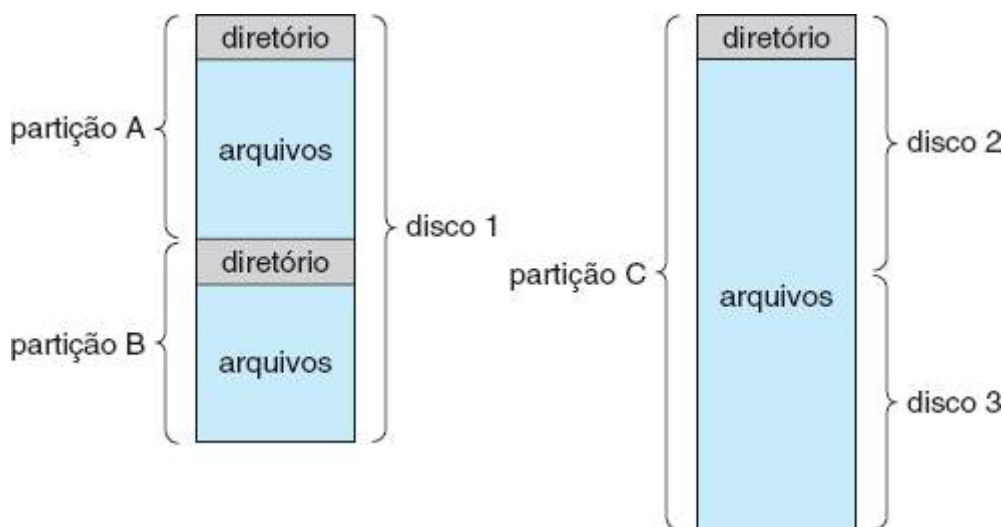 diretório
partição A
arquivos
disco 1
diretório
partição B
arquivos
diretório
disco 2
partição C
arquivos
disco 3